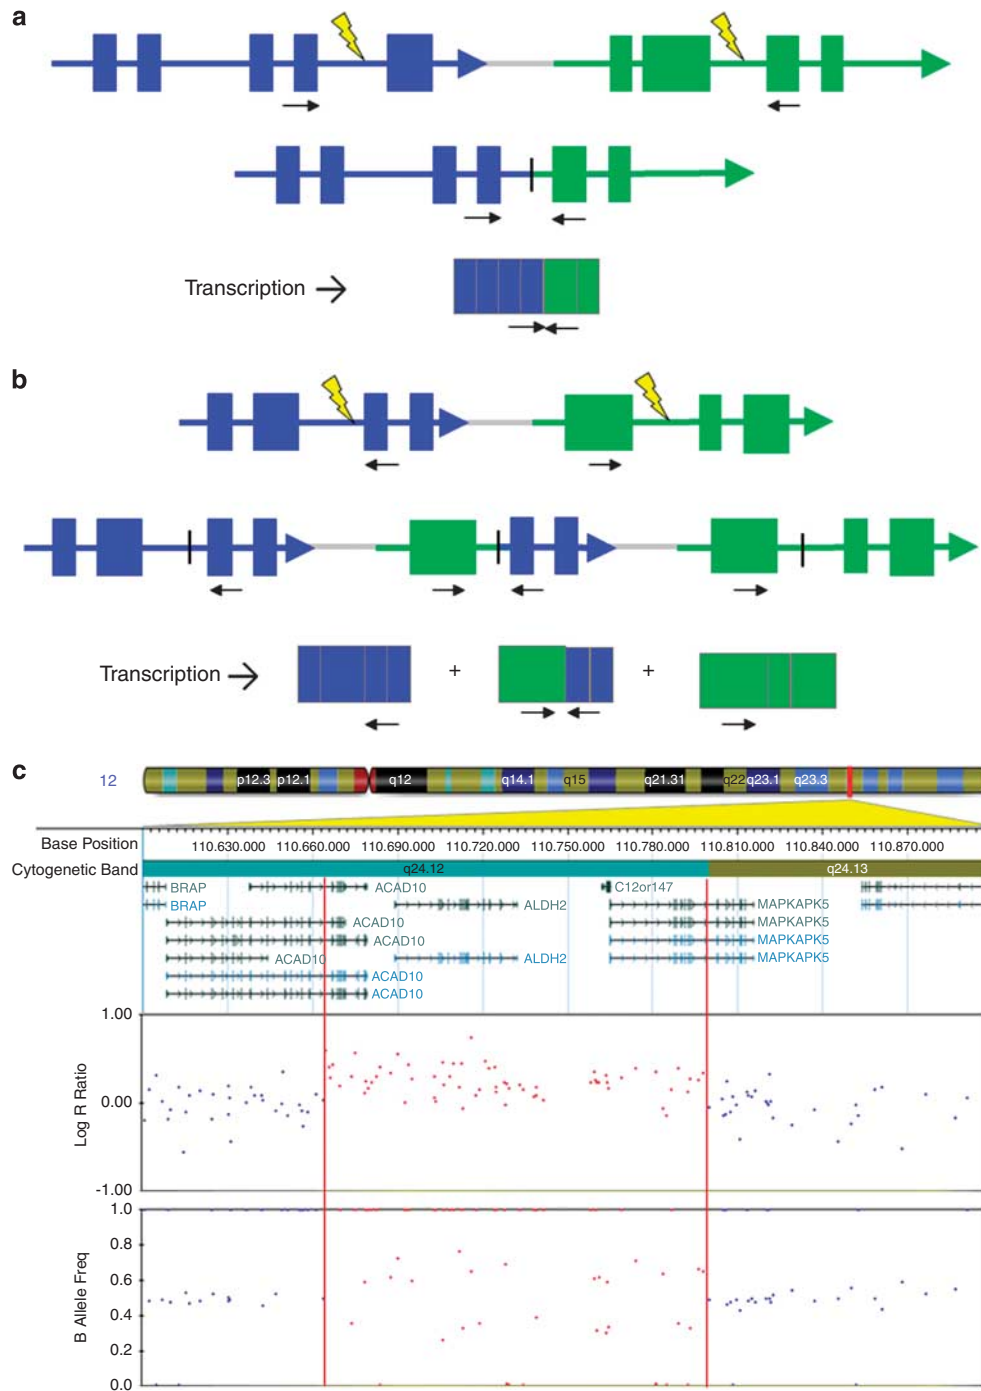 a
Transcription
b
Transcription
+
+
c
12
p12.3 p12.1 q12 q14.1 q15 q21.31 q22 q23.1 q23.3
Base Position
110.630.000 110.660.000 110.690.000 110.720.000 110.750.000 110.780.000 110.810.000 110.840.000 110.870.000
Cytogenetic Band
q24.12 q24.13
BRAP ACAD10 C12or147
BRAP ALDH2 MAPKAPK5
ACAD10 MAPKAPK5
ACAD10 MAPKAPK5
ACAD10 ALDH2 MAPKAPK5
ACAD10
ACAD10
1.00
Log R Ratio
0.00
-1.00
1.0
0.8
B Allele Freq
0.6
0.4
0.2
0.0